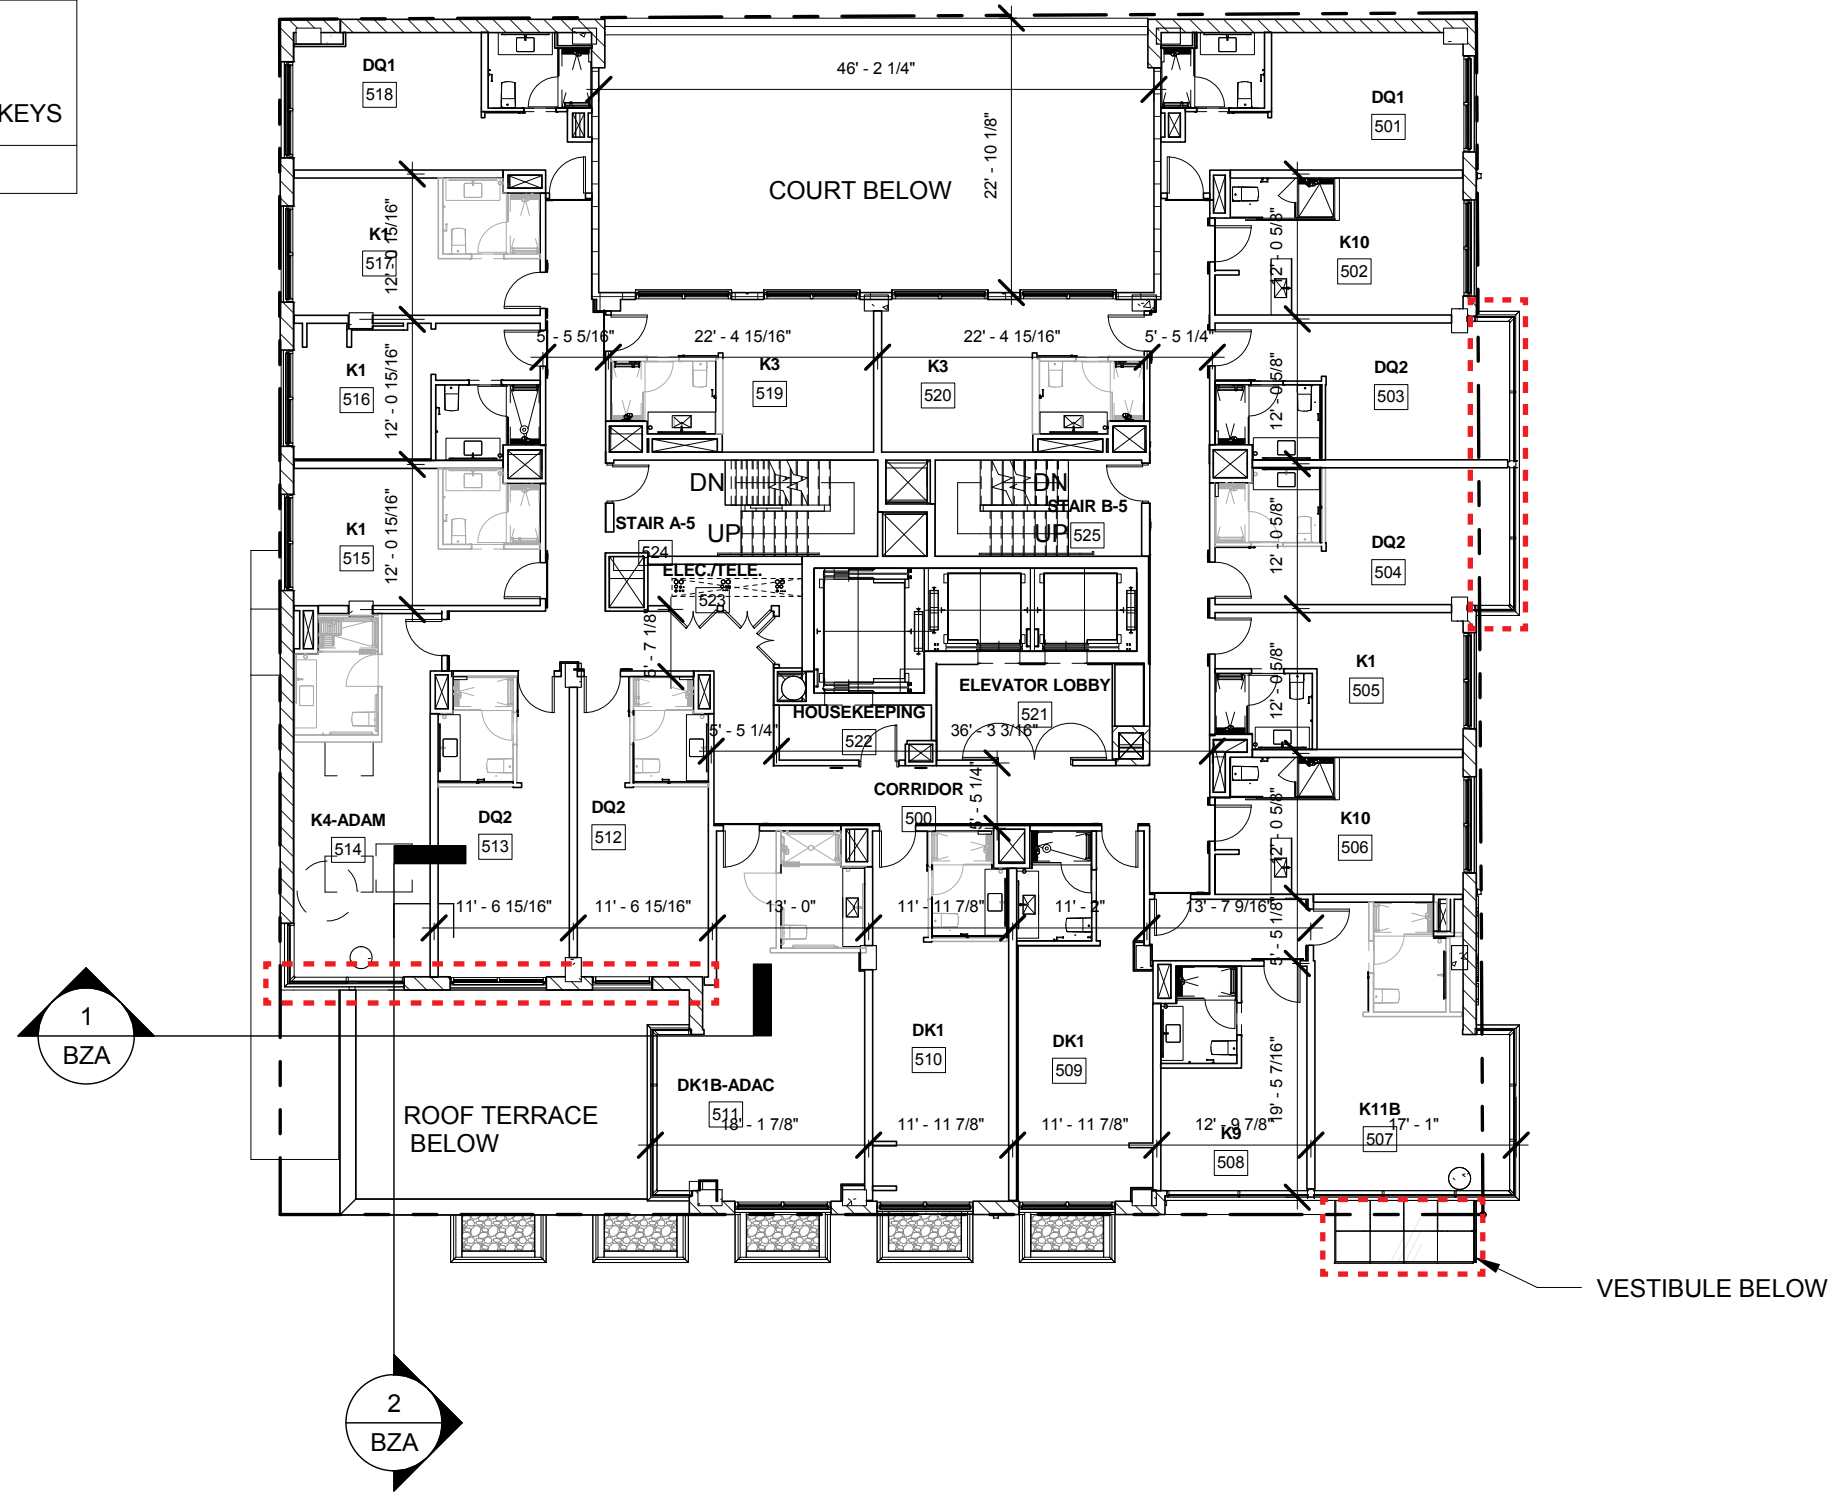 KEYS
DQ1
518
46' - 2 1/4"
22' - 10 1/8"
COURT BELOW
DQ1
501
K1
517
12' - 0 15/16"
K10
502
12' - 0 5/8"
5' - 5 5/16"
22' - 4 15/16"
22' - 4 15/16"
5' - 5 1/4"
K1
516
12' - 0 15/16"
K3
519
K3
520
DQ2
503
12' - 0 5/8"
K1
515
12' - 0 15/16"
DN
UP
STAIR A-5
524
DN
UP
STAIR B-5
525
DQ2
504
12' - 0 5/8"
ELEC./TELE.
523
5' - 7 1/8"
ELEVATOR LOBBY
521
HOUSEKEEPING
522
5' - 5 1/4"
36' - 3 3/16"
K1
505
12' - 0 5/8"
CORRIDOR
500
5' - 5 1/4"
K4-ADAM
514
DQ2
513
DQ2
512
K10
506
12' - 0 5/8"
11' - 6 15/16"
11' - 6 15/16"
13' - 0"
11' - 11 7/8"
11' - 2"
13' - 7 9/16"
5' - 5 1/8"
1
BZA
DK1
510
DK1
509
DK1B-ADAC
511
18' - 1 7/8"
11' - 11 7/8"
11' - 11 7/8"
12' - 9 7/8"
19' - 5 7/16"
K9
508
K11B
507
17' - 1"
ROOF TERRACE
BELOW
VESTIBULE BELOW
2
BZA